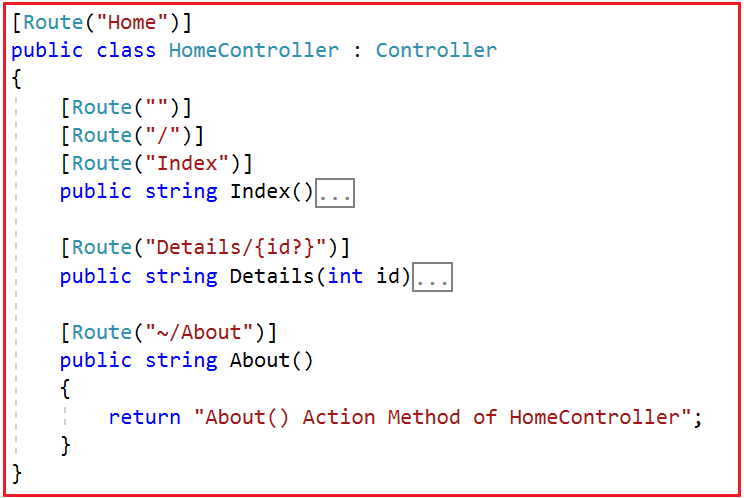 [Route("Home")]
public class HomeController : Controller
{
    [Route("")]
    [Route("/")]
    [Route("Index")]
    public string Index()...

    [Route("Details/{id?}")]
    public string Details(int id)...

    [Route("~/About")]
    public string About()
    {
        return "About() Action Method of HomeController";
    }
}